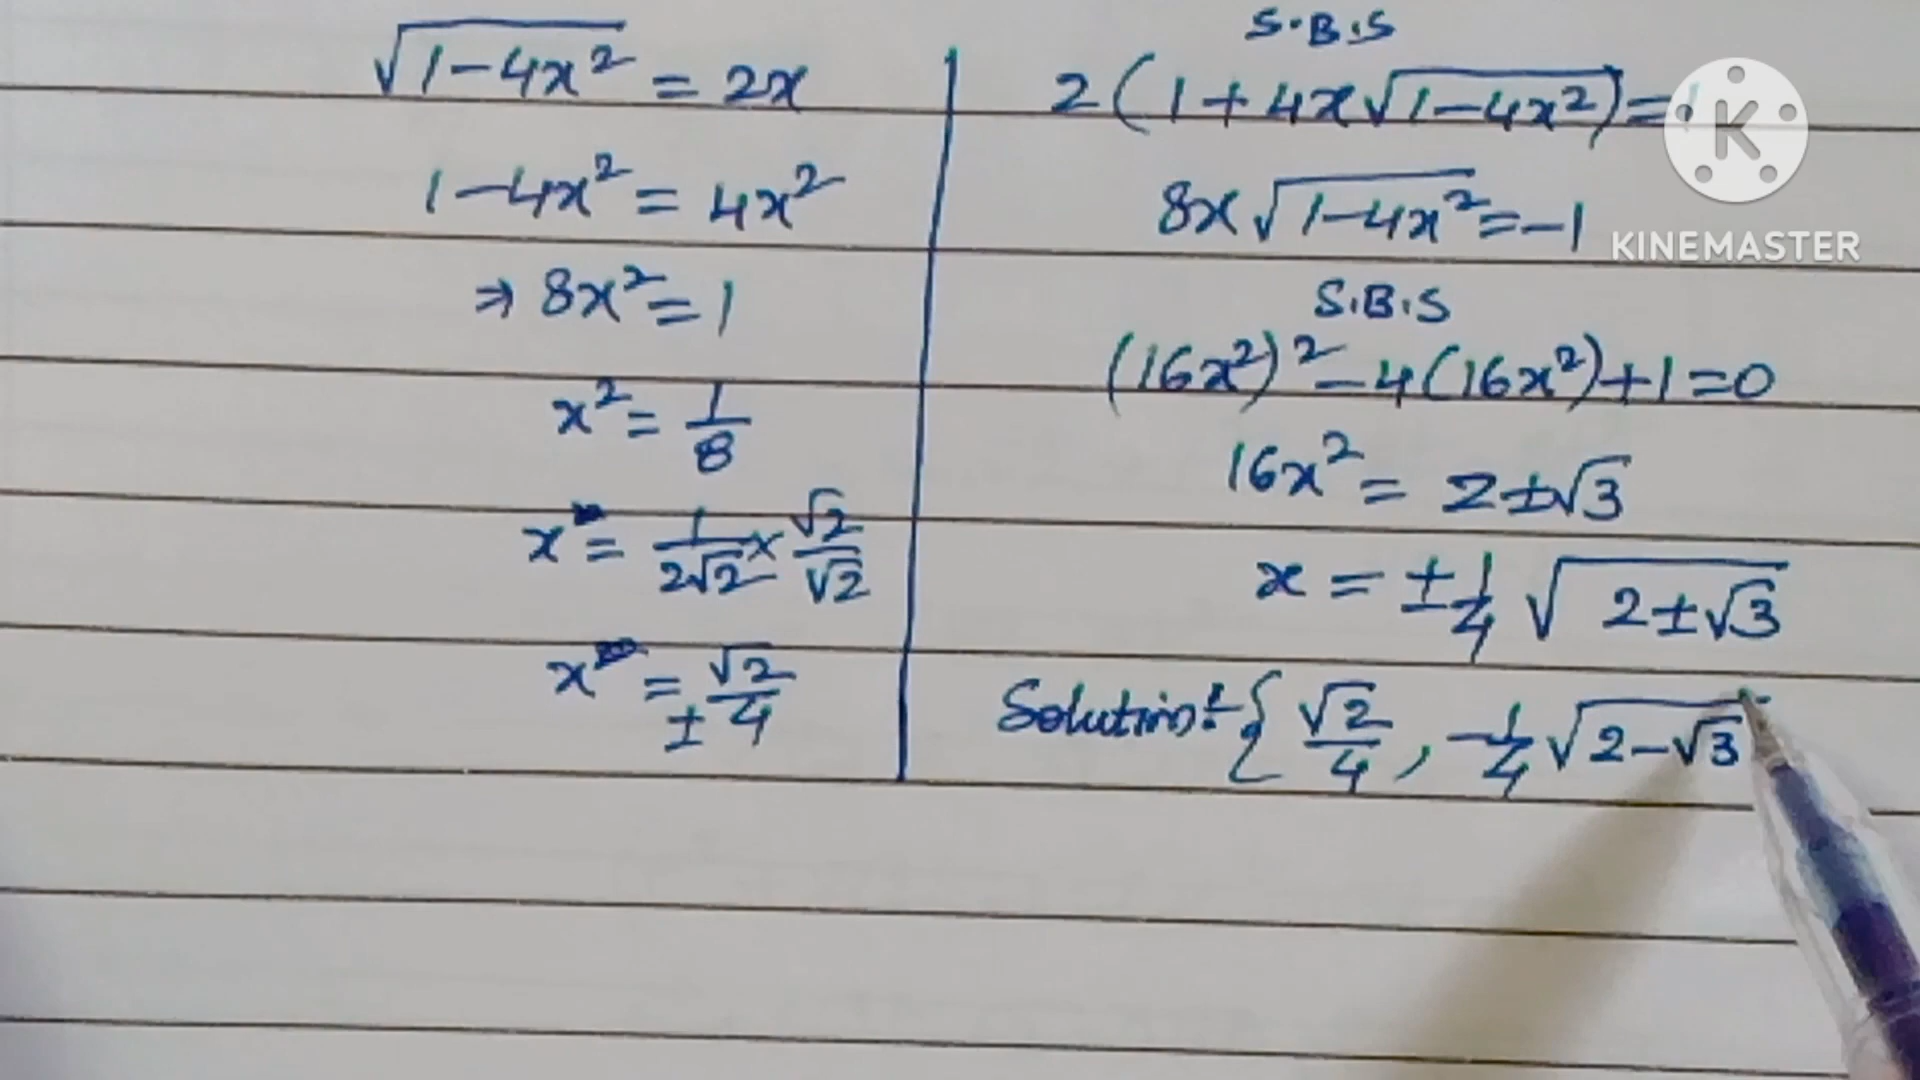 √(1-4x²) = 2x
1-4x² = 4x²
⇒ 8x² = 1
x² = 1/8
x = 1/(2√2) × √2/√2
x = ± √2/4
S.B.S
2(1+4x√(1-4x²)) = 1
8x√(1-4x²) = -1
S.B.S
(16x²)² - 4(16x²) + 1 = 0
16x² = 2±√3
x = ± 1/4 √(2±√3)
Solution:- { √2/4 , -1/4 √(2-√3)
K
KINEMASTER